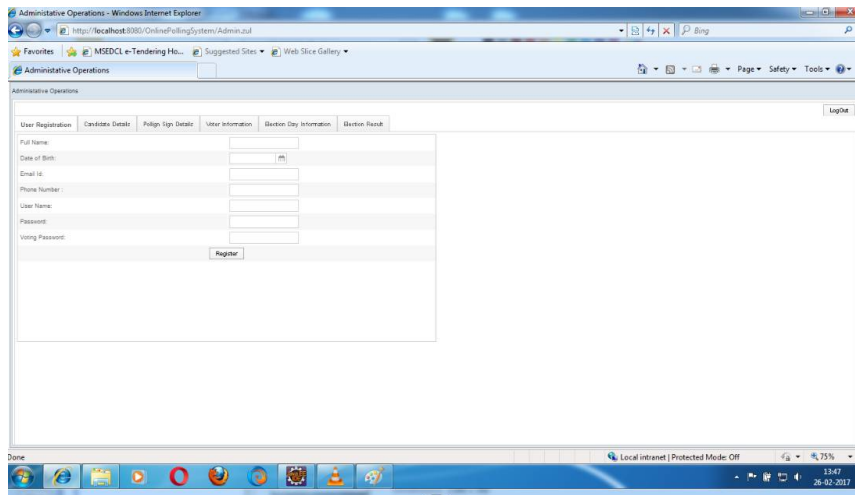 Administative Operations - Windows Internet Explorer
http://localhost:8080/OnlinePollingSystem/Admin.zul
Bing
Favorites MSEDCL e-Tendering Ho... Suggested Sites Web Slice Gallery
Administative Operations
Page Safety Tools
Administative Operations
LogOut
User Registration Candidate Details Pollign Sign Details Voter Information Election Day Information Election Result
Full Name:
Date of Birth:
Email Id:
Phone Number :
User Name:
Password:
Voting Password:
Register
Done
Local intranet | Protected Mode: Off
75%
13:47
26-02-2017